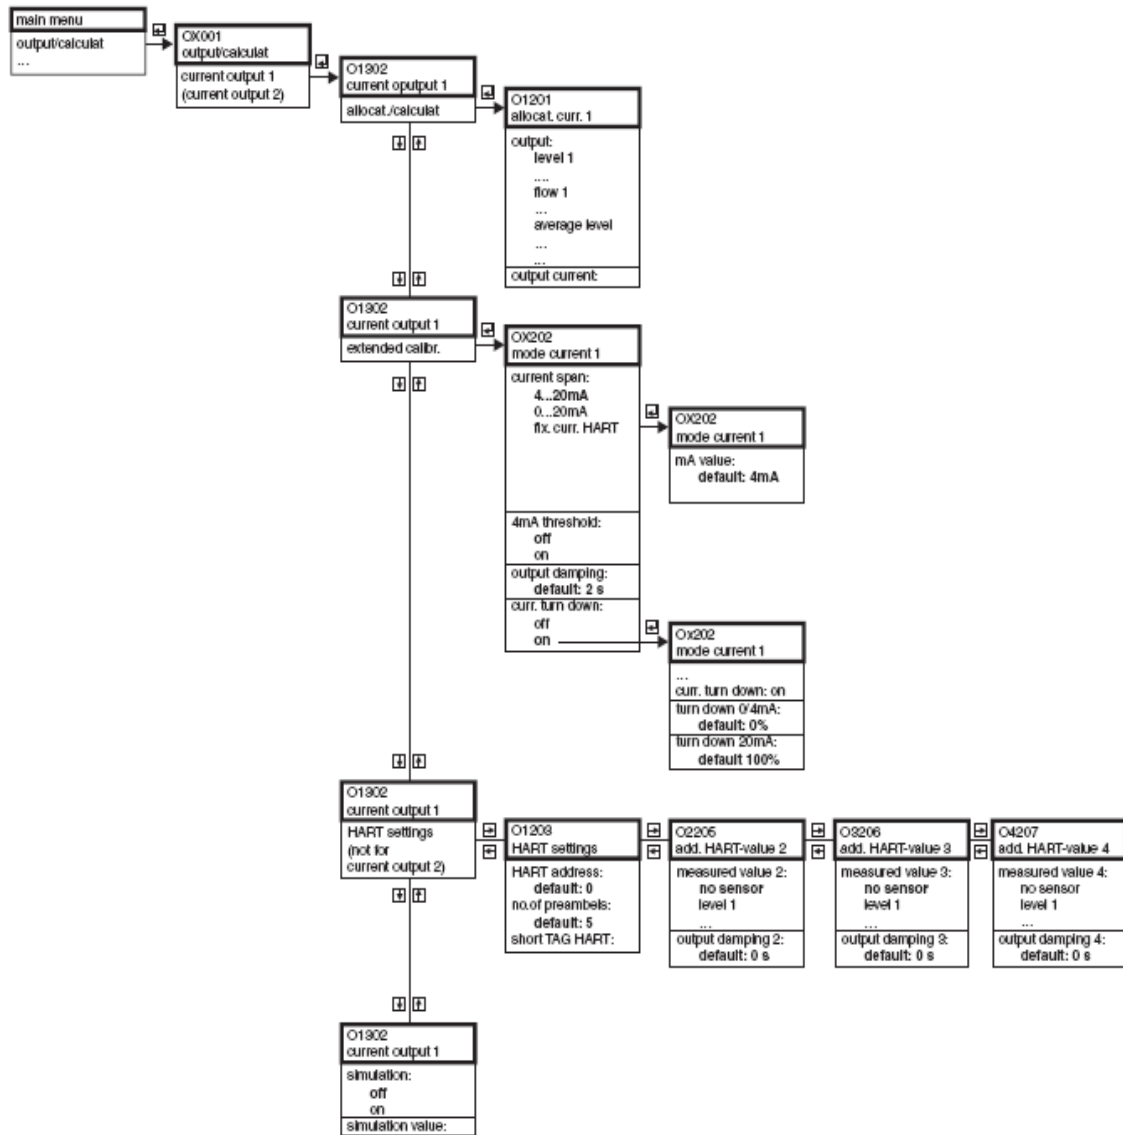 main menu
output/calculat
...
OX001
output/calculat
current output 1
(current output 2)
O1302
current oputput 1
allocat./calculat
O1201
allocat. curr. 1
output:
level 1
....
flow 1
...
average level
...
...
output current:
O1302
current output 1
extended calibr.
OX202
mode current 1
current span:
4...20mA
0...20mA
fix. curr. HART
OX202
mode current 1
mA value:
default: 4mA
4mA threshold:
off
on
output damping:
default: 2 s
curr. turn down:
off
on
Ox202
mode current 1
...
curr. turn down: on
turn down 0/4mA:
default: 0%
turn down 20mA:
default 100%
O1302
current output 1
HART settings
(not for
current output 2)
O1203
HART settings
HART address:
default: 0
no.of preambels:
default: 5
short TAG HART:
O2205
add. HART-value 2
measured value 2:
no sensor
level 1
...
output damping 2:
default: 0 s
O3206
add. HART-value 3
measured value 3:
no sensor
level 1
...
output damping 3:
default: 0 s
O4207
add. HART-value 4
measured value 4:
no sensor
level 1
...
output damping 4:
default: 0 s
O1302
current output 1
simulation:
off
on
simulation value: